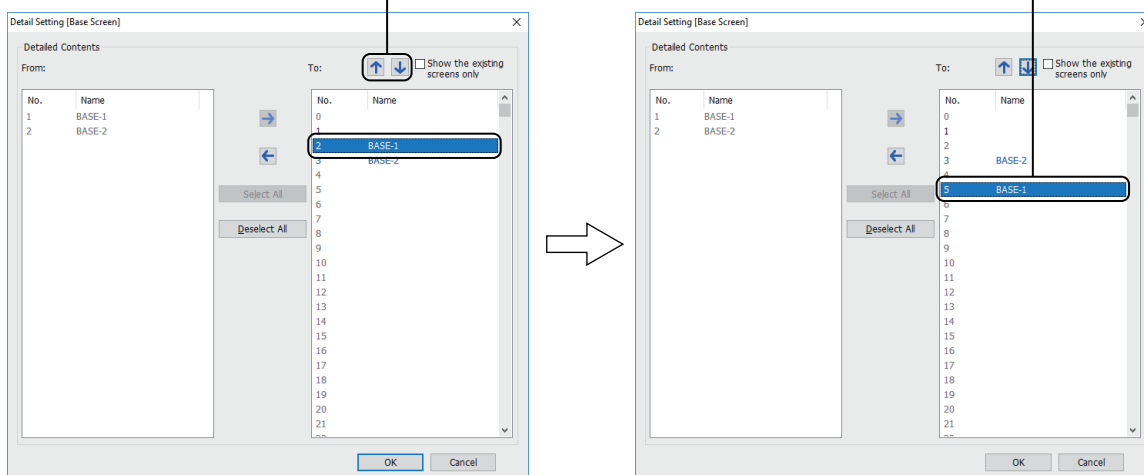 Detail Setting [Base Screen]
Detailed Contents
From:
To:
Show the existing
screens only
No. Name
1 BASE-1
2 BASE-2
Select All
Deselect All
No. Name
0
1
2 BASE-1
3 BASE-2
4
5
6
7
8
9
10
11
12
13
14
15
16
17
18
19
20
21
OK Cancel
Detail Setting [Base Screen]
Detailed Contents
From:
To:
Show the existing
screens only
No. Name
1 BASE-1
2 BASE-2
Select All
Deselect All
No. Name
0
1
2
3 BASE-2
4
5 BASE-1
6
7
8
9
10
11
12
13
14
15
16
17
18
19
20
21
OK Cancel